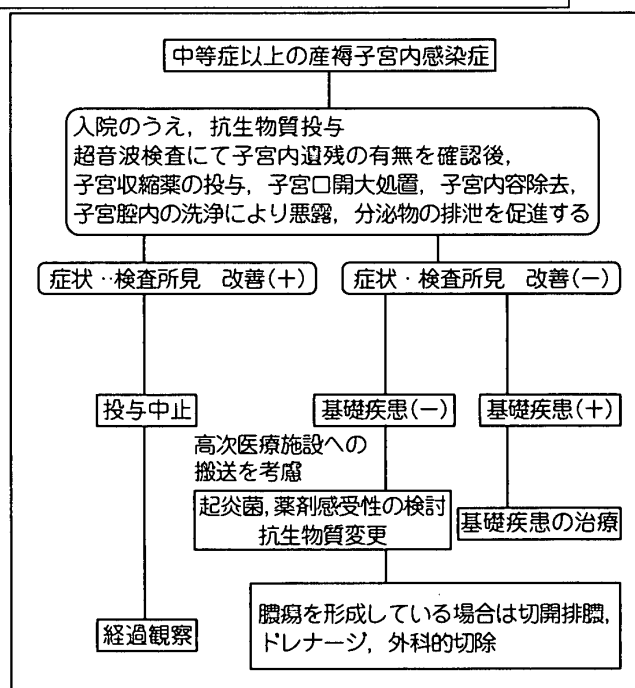 中等症以上の産褥子宮内感染症
入院のうえ，抗生物質投与
超音波検査にて子宮内遺残の有無を確認後，
子宮収縮薬の投与，子宮口開大処置，子宮内容除去，
子宮腔内の洗浄により悪露，分泌物の排泄を促進する
症状・検査所見　改善(＋)
症状・検査所見　改善(－)
投与中止
基礎疾患(－)
基礎疾患(＋)
高次医療施設への
搬送を考慮
起炎菌，薬剤感受性の検討
抗生物質変更
基礎疾患の治療
経過観察
膿瘍を形成している場合は切開排膿，
ドレナージ，外科的切除